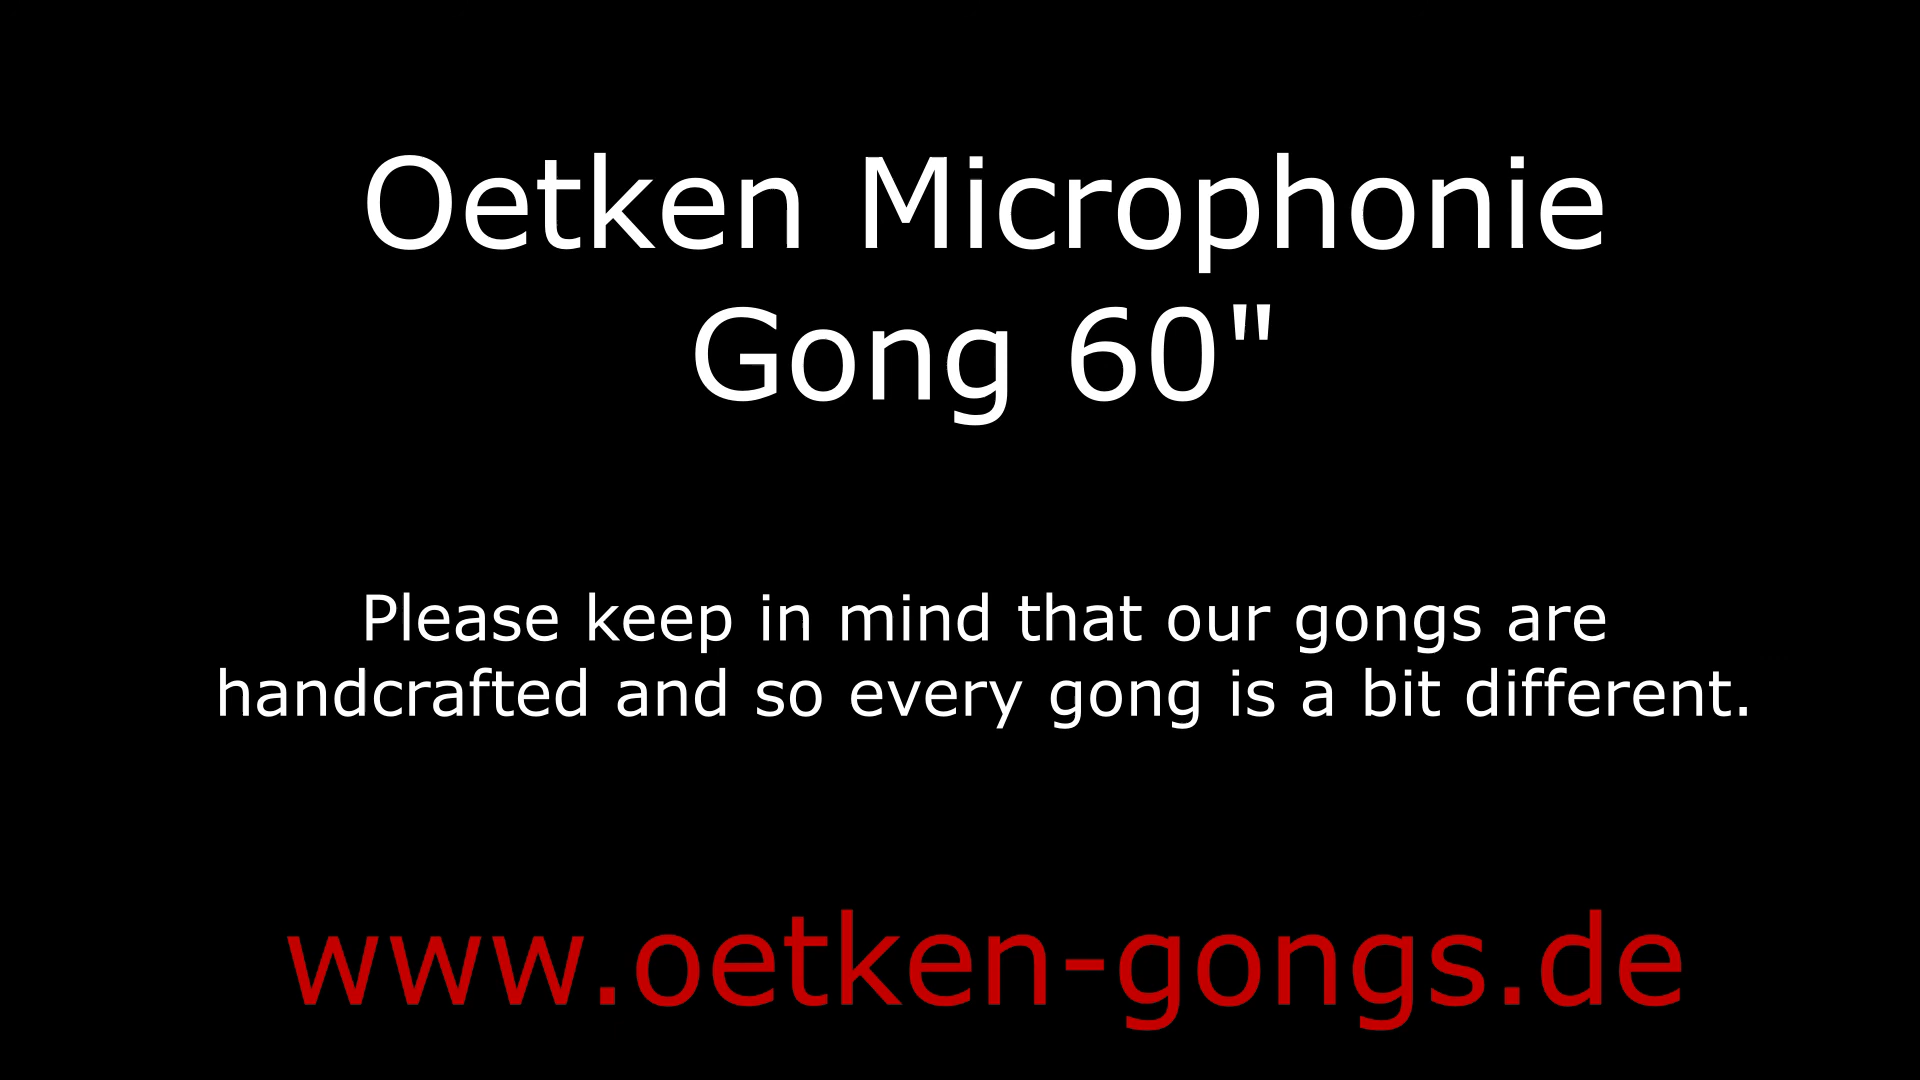 Oetken Microphonie
Gong 60"
Please keep in mind that our gongs are
handcrafted and so every gong is a bit different.
www.oetken-gongs.de